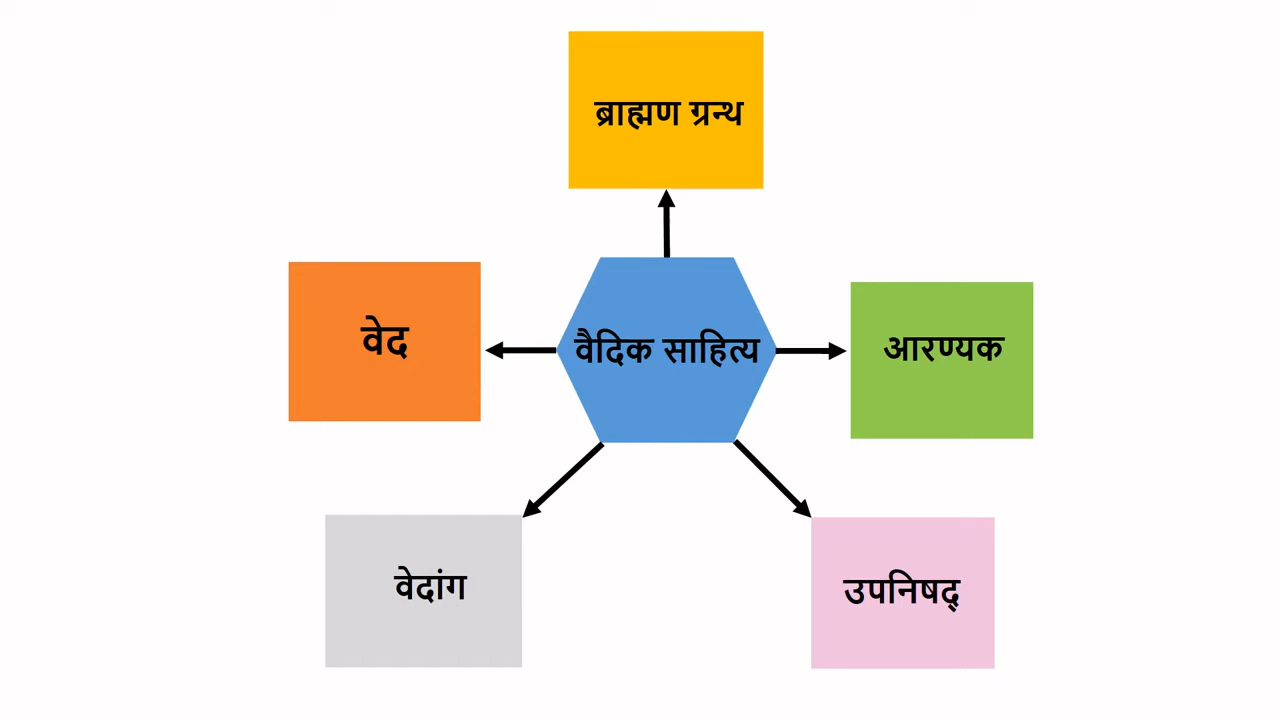 ब्राह्मण ग्रन्थ
वेद
वैदिक साहित्य
आरण्यक
वेदांग
उपनिषद्